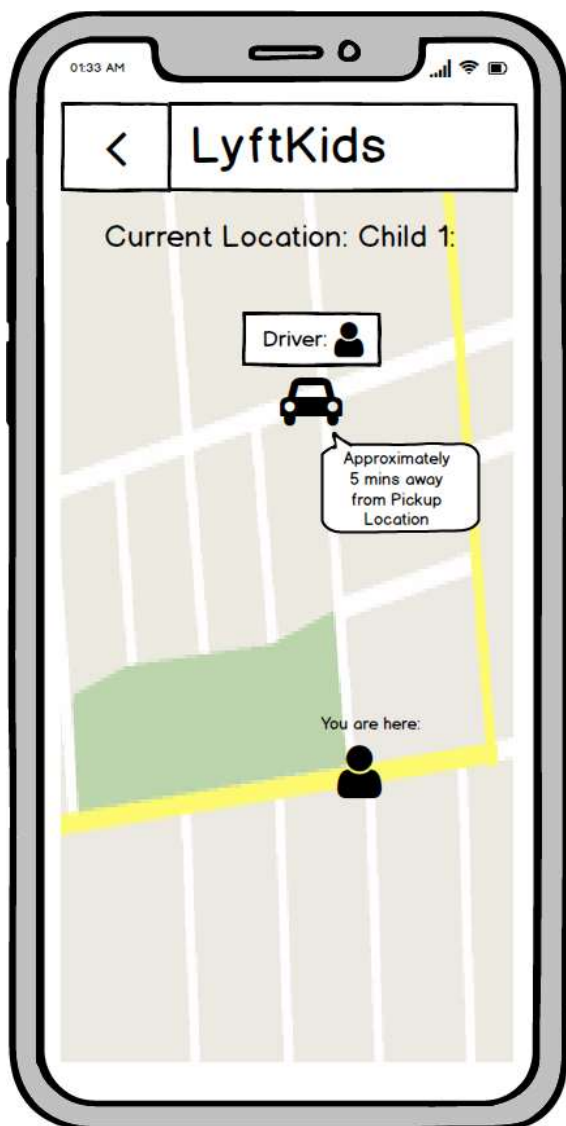 01:33 AM
LyftKids
Current Location: Child 1:
Driver:
Approximately
5 mins away
from Pickup
Location
You are here: